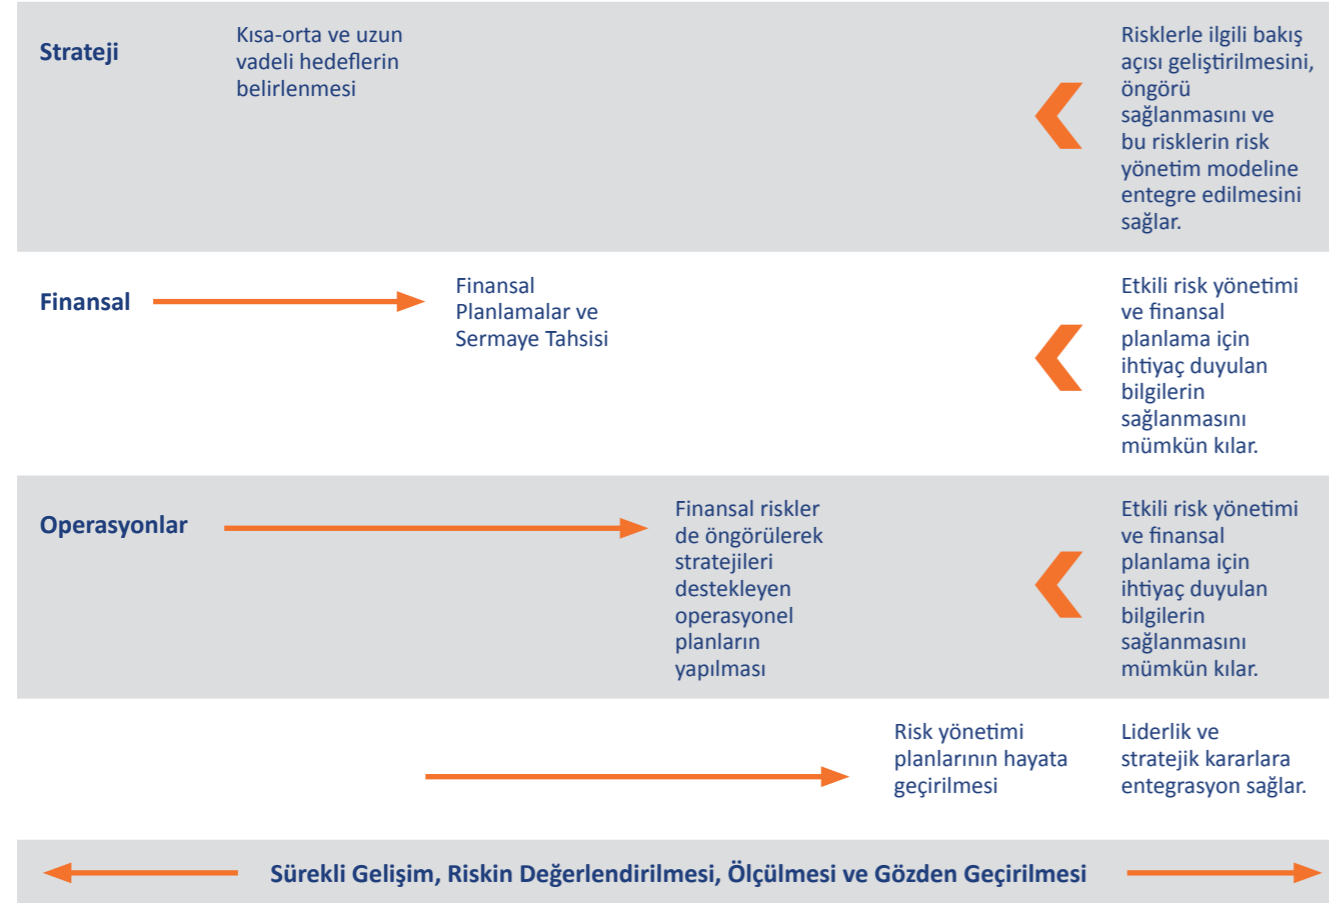 Strateji
Kısa-orta ve uzun
vadeli hedeflerin
belirlenmesi
Risklerle ilgili bakış
açısı geliştirilmesini,
öngörü
sağlanmasını ve
bu risklerin risk
yönetim modeline
entegre edilmesini
sağlar.
Finansal
Finansal
Planlamalar ve
Sermaye Tahsisi
Etkili risk yönetimi
ve finansal
planlama için
ihtiyaç duyulan
bilgilerin
sağlanmasını
mümkün kılar.
Operasyonlar
Finansal riskler
de öngörülerek
stratejileri
destekleyen
operasyonel
planların
yapılması
Etkili risk yönetimi
ve finansal
planlama için
ihtiyaç duyulan
bilgilerin
sağlanmasını
mümkün kılar.
Risk yönetimi
planlarının hayata
geçirilmesi
Liderlik ve
stratejik kararlara
entegrasyon sağlar.
Sürekli Gelişim, Riskin Değerlendirilmesi, Ölçülmesi ve Gözden Geçirilmesi